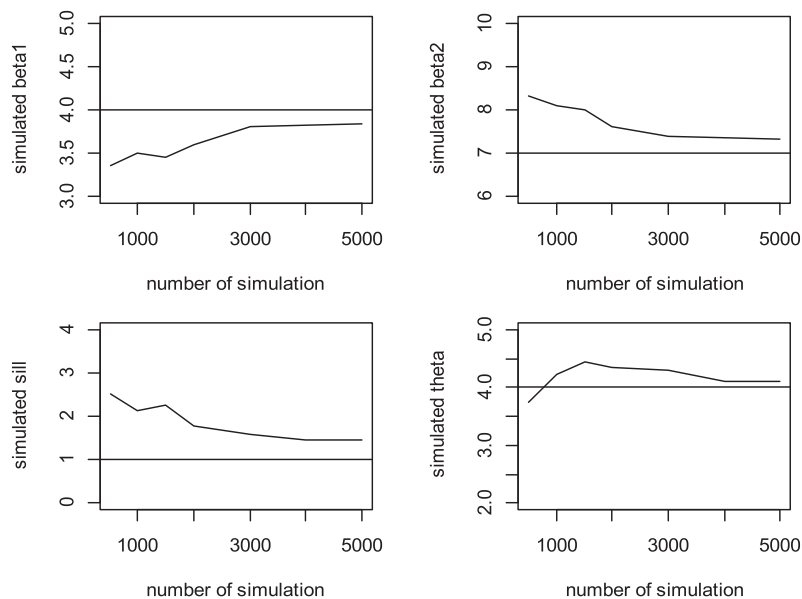 simulated beta1
5.0
4.5
4.0
3.5
3.0
1000 3000 5000
number of simulation
simulated beta2
10
9
8
7
6
1000 3000 5000
number of simulation
simulated sill
4
3
2
1
0
1000 3000 5000
number of simulation
simulated theta
5.0
4.0
3.0
2.0
1000 3000 5000
number of simulation